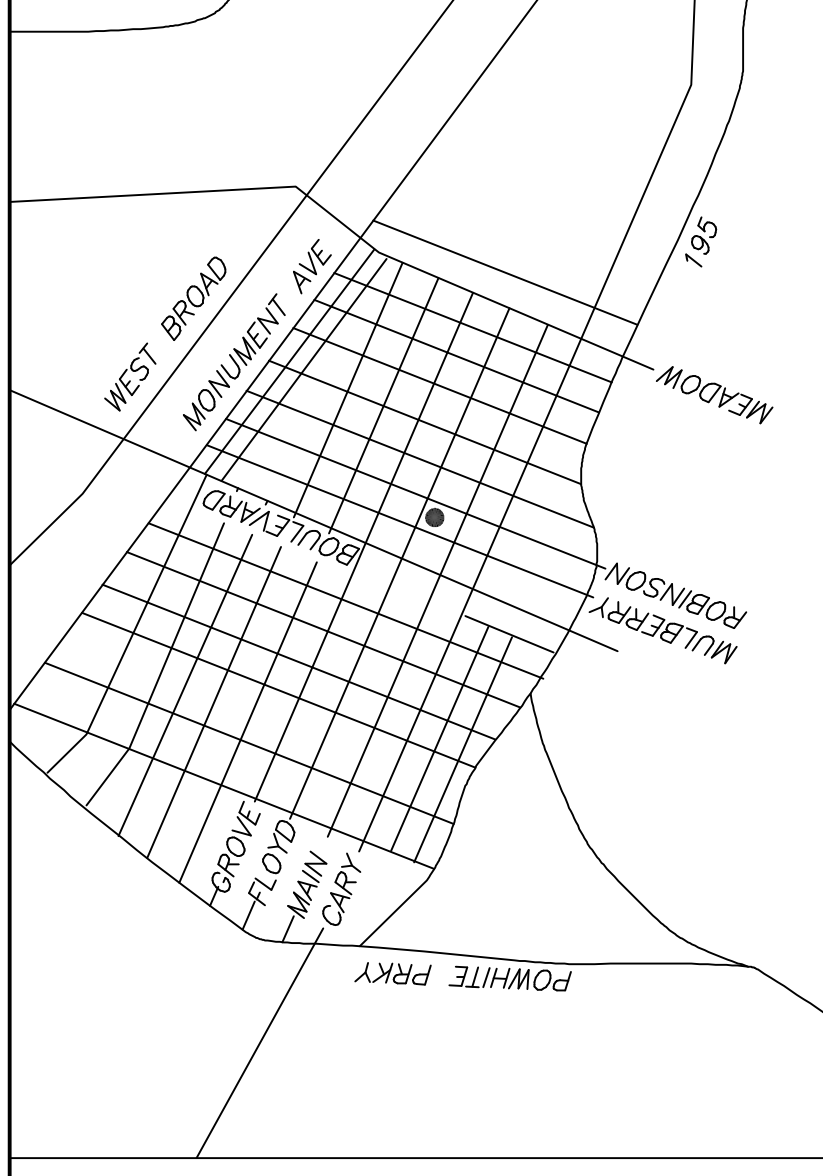 195
WEST BROAD
MONUMENT AVE
MEADOW
BOULEVARD
ROBINSON
MULBERRY
GROVE
FLOYD
MAIN
CARY
POWHITE PRKY